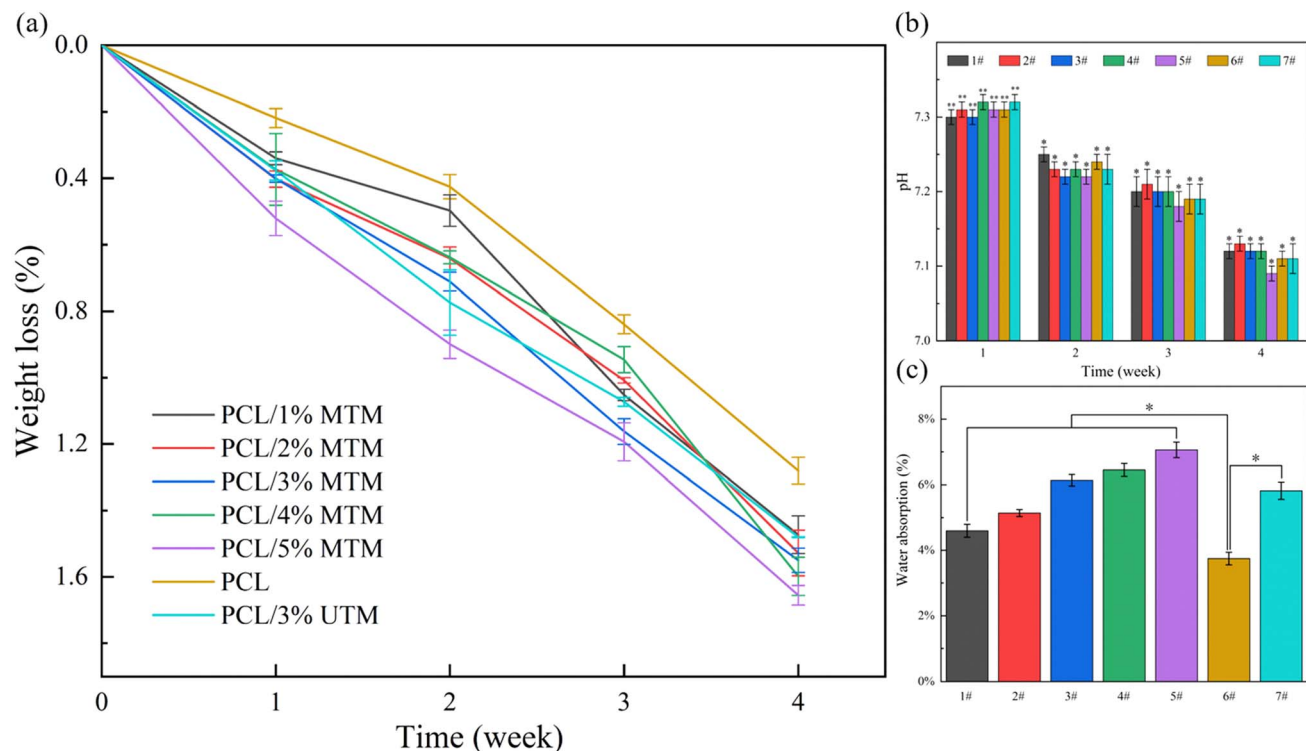 (a)
0.0
0.4
0.8
1.2
1.6
Weight loss (%)
PCL/1% MTM
PCL/2% MTM
PCL/3% MTM
PCL/4% MTM
PCL/5% MTM
PCL
PCL/3% UTM
0 1 2 3 4
Time (week)
(b)
1# 2# 3# 4# 5# 6# 7#
** ** ** ** ** ** **
* * * * * * *
* * * * * * *
* * * * * * *
7.3
7.2
7.1
7.0
pH
1 2 3 4
Time (week)
(c)
* *
8%
6%
4%
2%
0%
Water absorption (%)
1# 2# 3# 4# 5# 6# 7#